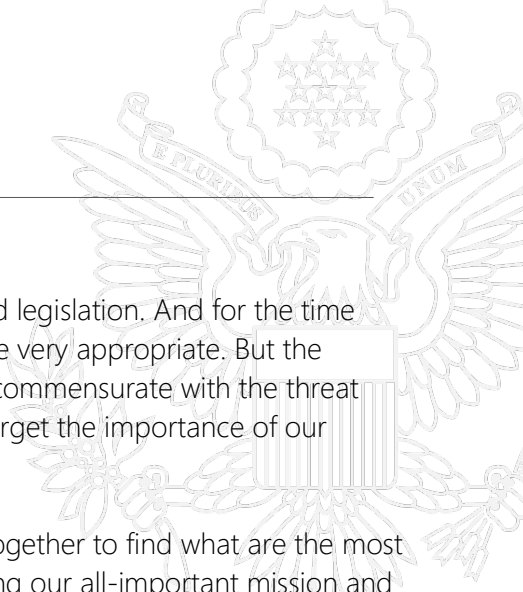 E PLURIBUS UNUM
d legislation. And for the time
e very appropriate. But the
commensurate with the threat
rget the importance of our
ogether to find what are the most
ng our all-important mission and